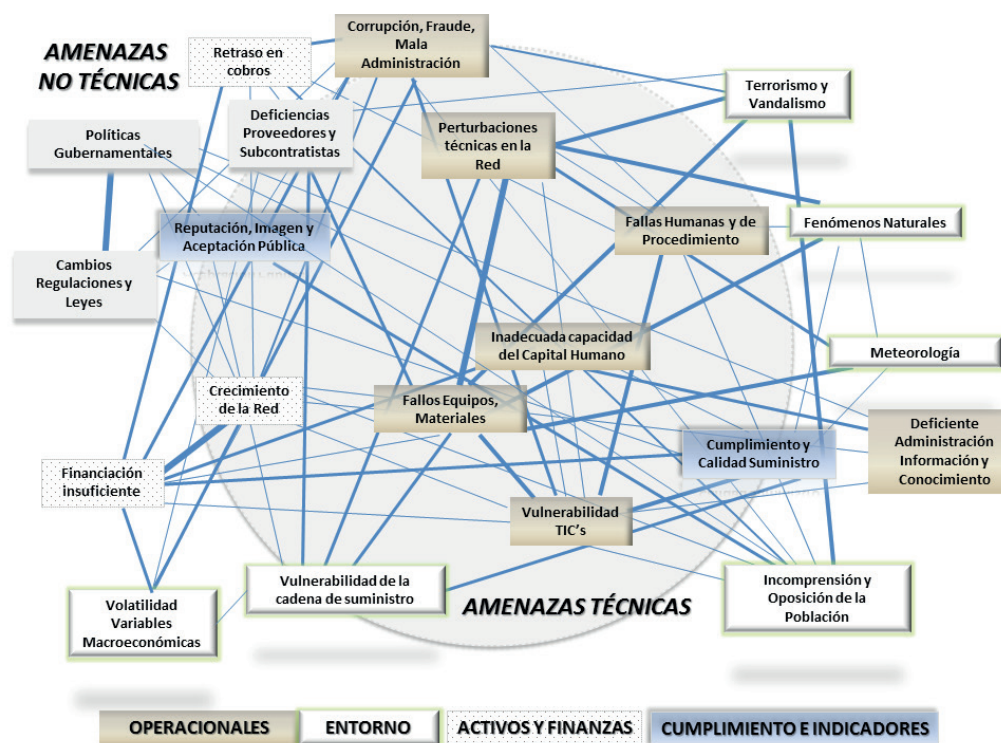 AMENAZAS
NO TÉCNICAS
Retraso en
cobros
Corrupción, Fraude,
Mala
Administración
Terrorismo y
Vandalismo
Políticas
Gubernamentales
Deficiencias
Proveedores y
Subcontratistas
Perturbaciones
técnicas en la
Red
Reputación, Imagen y
Aceptación Pública
Fallas Humanas y de
Procedimiento
Fenómenos Naturales
Cambios
Regulaciones y
Leyes
Inadecuada capacidad
del Capital Humano
Meteorología
Crecimiento
de la Red
Fallos Equipos,
Materiales
Cumplimiento y
Calidad Suministro
Deficiente
Administración
Información y
Conocimiento
Financiación
insuficiente
Vulnerabilidad
TIC's
Volatilidad
Variables
Macroeconómicas
Vulnerabilidad de la
cadena de suministro
AMENAZAS TÉCNICAS
Incomprensión y
Oposición de la
Población
OPERACIONALES
ENTORNO
ACTIVOS Y FINANZAS
CUMPLIMIENTO E INDICADORES